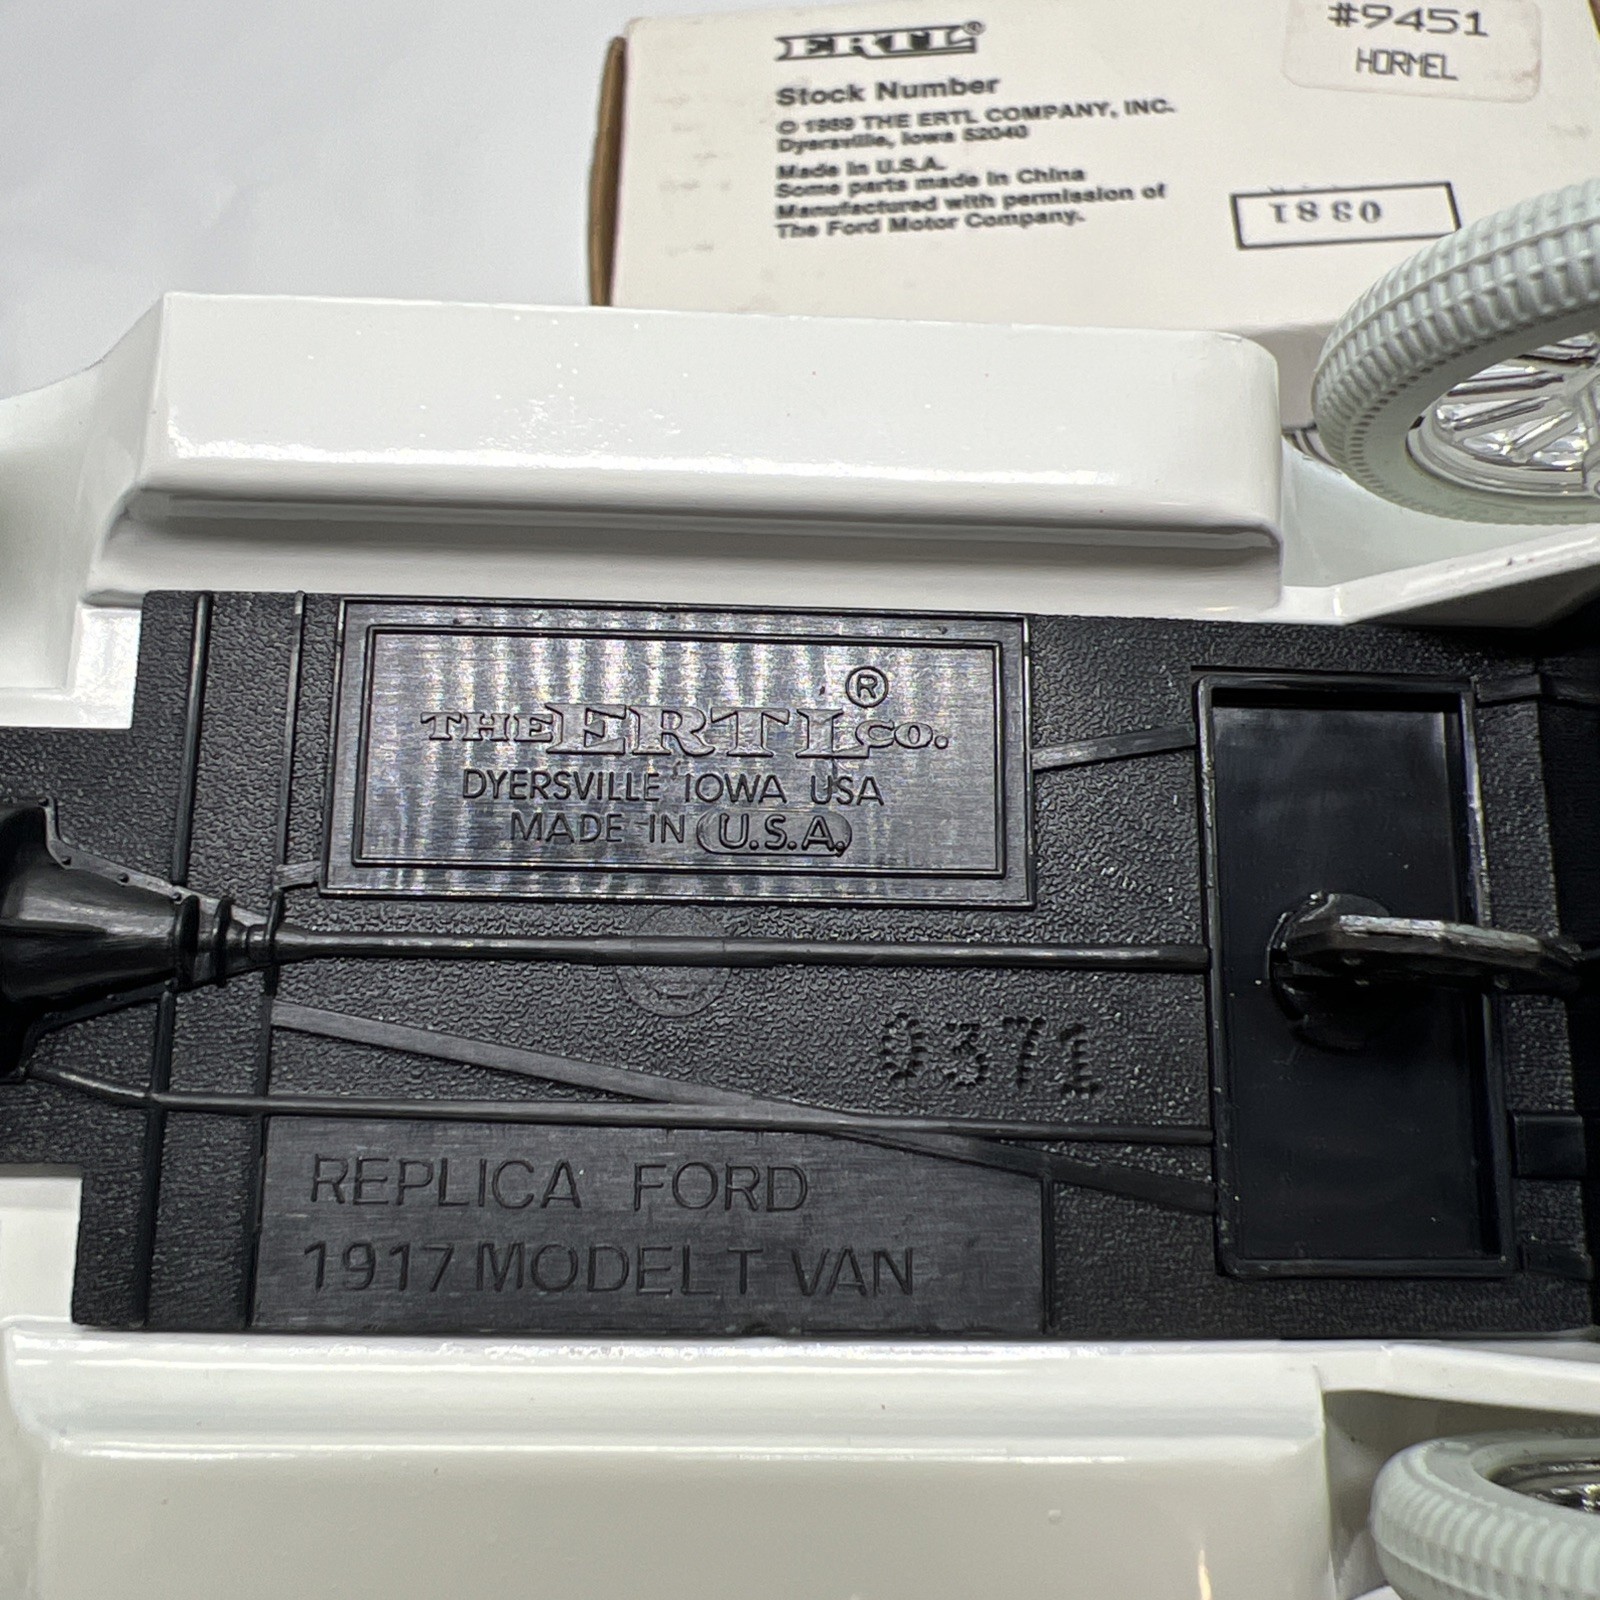 ERTL®
Stock Number
© 1989 THE ERTL COMPANY, INC.
Dyersville, Iowa 52040
Made in U.S.A.
Some parts made in China
Manufactured with permission of
The Ford Motor Company.
#9451
HORMEL
THE ERTL® CO.
DYERSVILLE IOWA USA
MADE IN U.S.A.
0371
REPLICA FORD
1917 MODEL T VAN